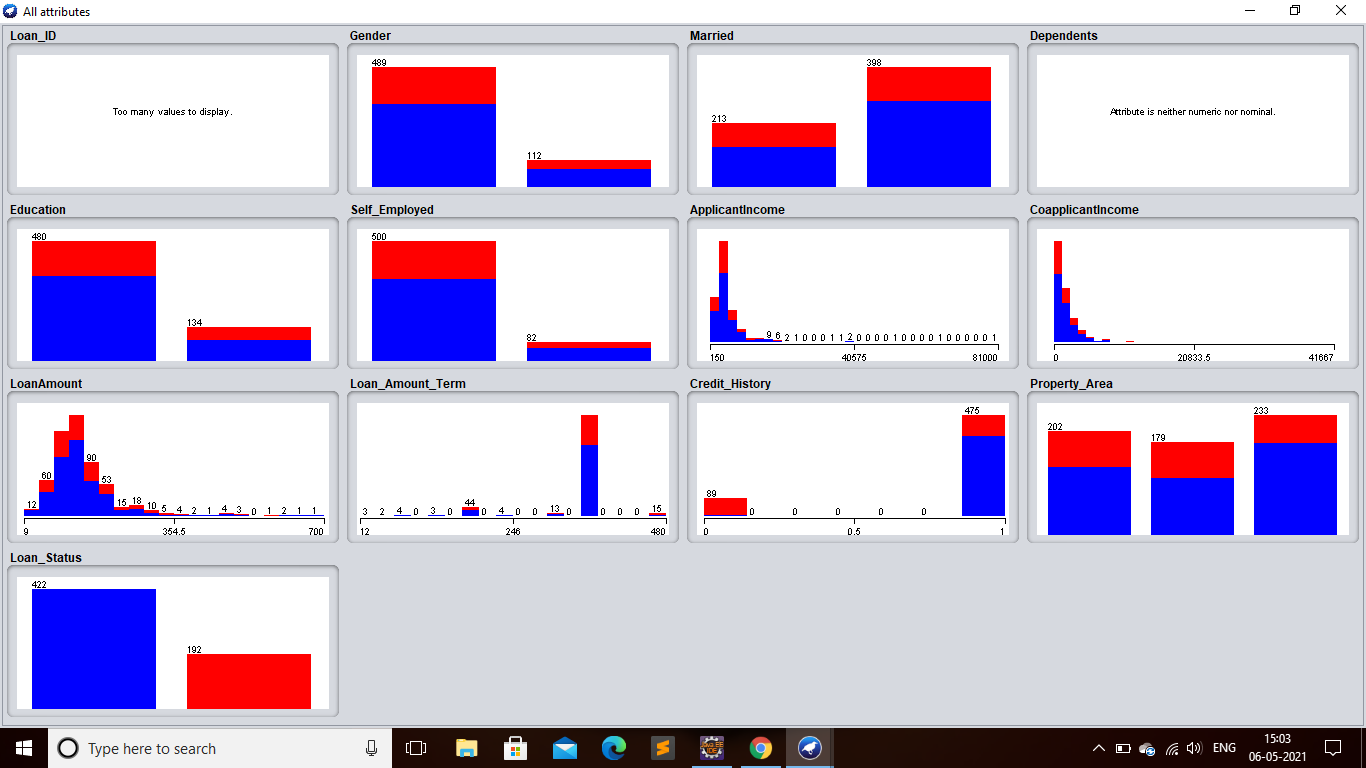 All attributes
Loan_ID
Too many values to display.
Gender
489
112
Married
213
398
Dependents
Attribute is neither numeric nor nominal.
Education
480
134
Self_Employed
500
82
ApplicantIncome
9 6 2 1 0 0 0 1 1 2 0 0 0 0 1 0 0 0 0 1 0 0 0 0 0 1
150 40575 81000
CoapplicantIncome
0 20833.5 41667
LoanAmount
12 60 90 53 15 18 10 5 4 2 1 4 3 0 1 2 1 1
9 354.5 700
Loan_Amount_Term
3 2 4 0 3 0 44 0 4 0 0 13 0 0 0 0 15
12 246 480
Credit_History
89 0 0 0 0 0 475
0 0.5 1
Property_Area
202
179
233
Loan_Status
422
192
Type here to search
JAVA EE
IDE
ENG
15:03
06-05-2021